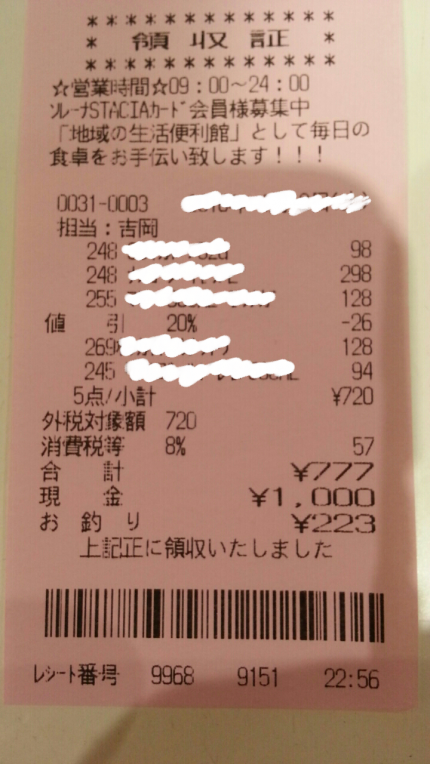 * * * * * * * * * * * * *
* 領収証 *
* * * * * * * * * * * * *
☆営業時間☆09：00～24：00
ｿﾚｰﾅSTACIAｶｰﾄﾞ会員様募集中
「地域の生活便利館」として毎日の
食卓をお手伝い致します！！！
0031-0003
担当：吉岡
248 98
248 298
255 128
値 引 20% -26
269 128
245 94
5点/小計 ¥720
外税対象額 720
消費税等 8% 57
合 計 ¥777
現 金 ¥1,000
お 釣 り ¥223
上記正に領収いたしました
ﾚｼｰﾄ番号 9968 9151 22:56